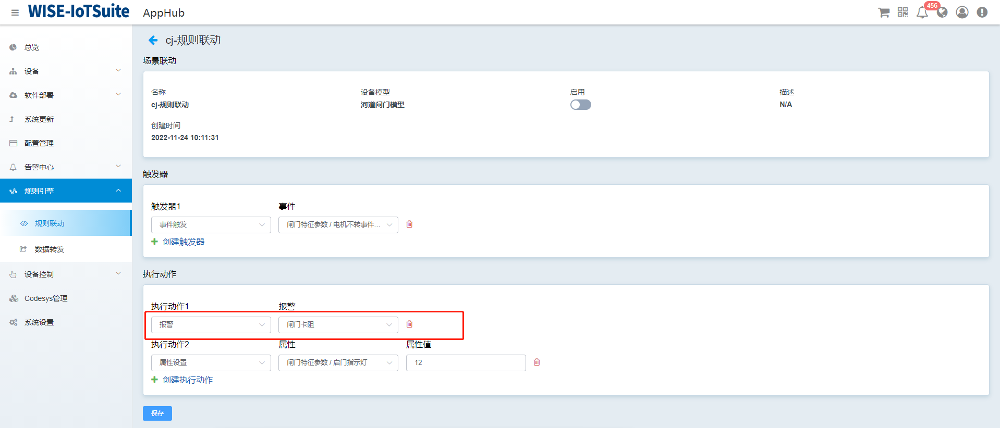 WISE-IoTSuite AppHub 456
总览
设备
软件部署
系统更新
配置管理
告警中心
规则引擎
规则联动
数据转发
设备控制
Codesys管理
系统设置
cj-规则联动
场景联动
名称 设备模型 启用 描述
cj-规则联动 河道闸门模型 N/A
创建时间
2022-11-24 10:11:31
触发器
触发器1 事件
事件触发 闸门特征参数 / 电机不转事件...
创建触发器
执行动作
执行动作1 报警
报警 闸门卡阻
执行动作2 属性 属性值
属性设置 闸门特征参数 / 启门指示灯 12
创建执行动作
保存